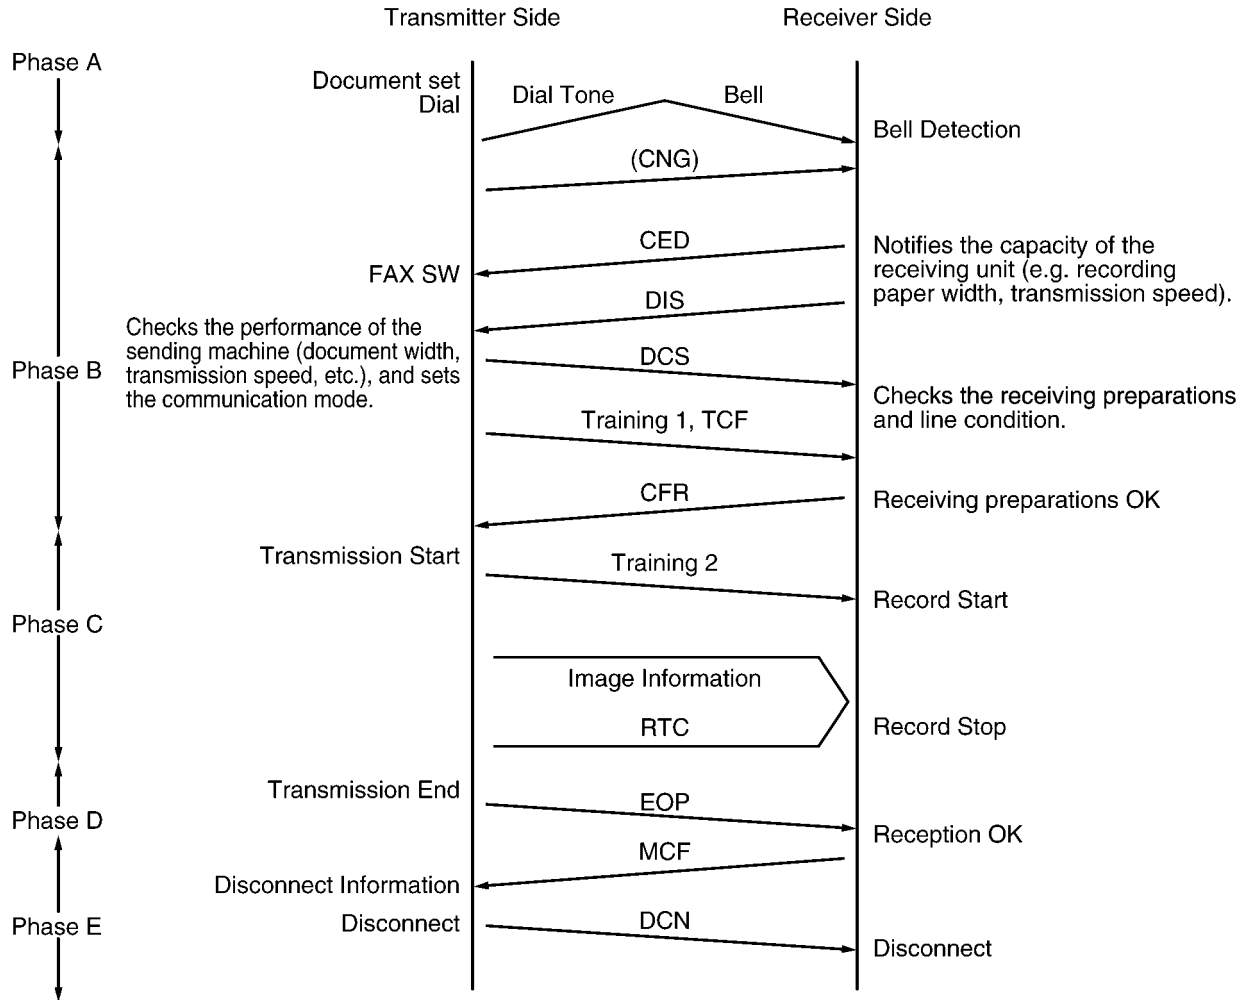 Transmitter Side
Receiver Side
Phase A
Document set
Dial
Dial Tone
Bell
Bell Detection
(CNG)
CED
Notifies the capacity of the
receiving unit (e.g. recording
paper width, transmission speed).
FAX SW
DIS
Checks the performance of the
sending machine (document width,
transmission speed, etc.), and sets
the communication mode.
Phase B
DCS
Checks the receiving preparations
and line condition.
Training 1, TCF
CFR
Receiving preparations OK
Transmission Start
Training 2
Record Start
Phase C
Image Information
RTC
Record Stop
Transmission End
EOP
Phase D
Reception OK
MCF
Disconnect Information
Phase E
Disconnect
DCN
Disconnect